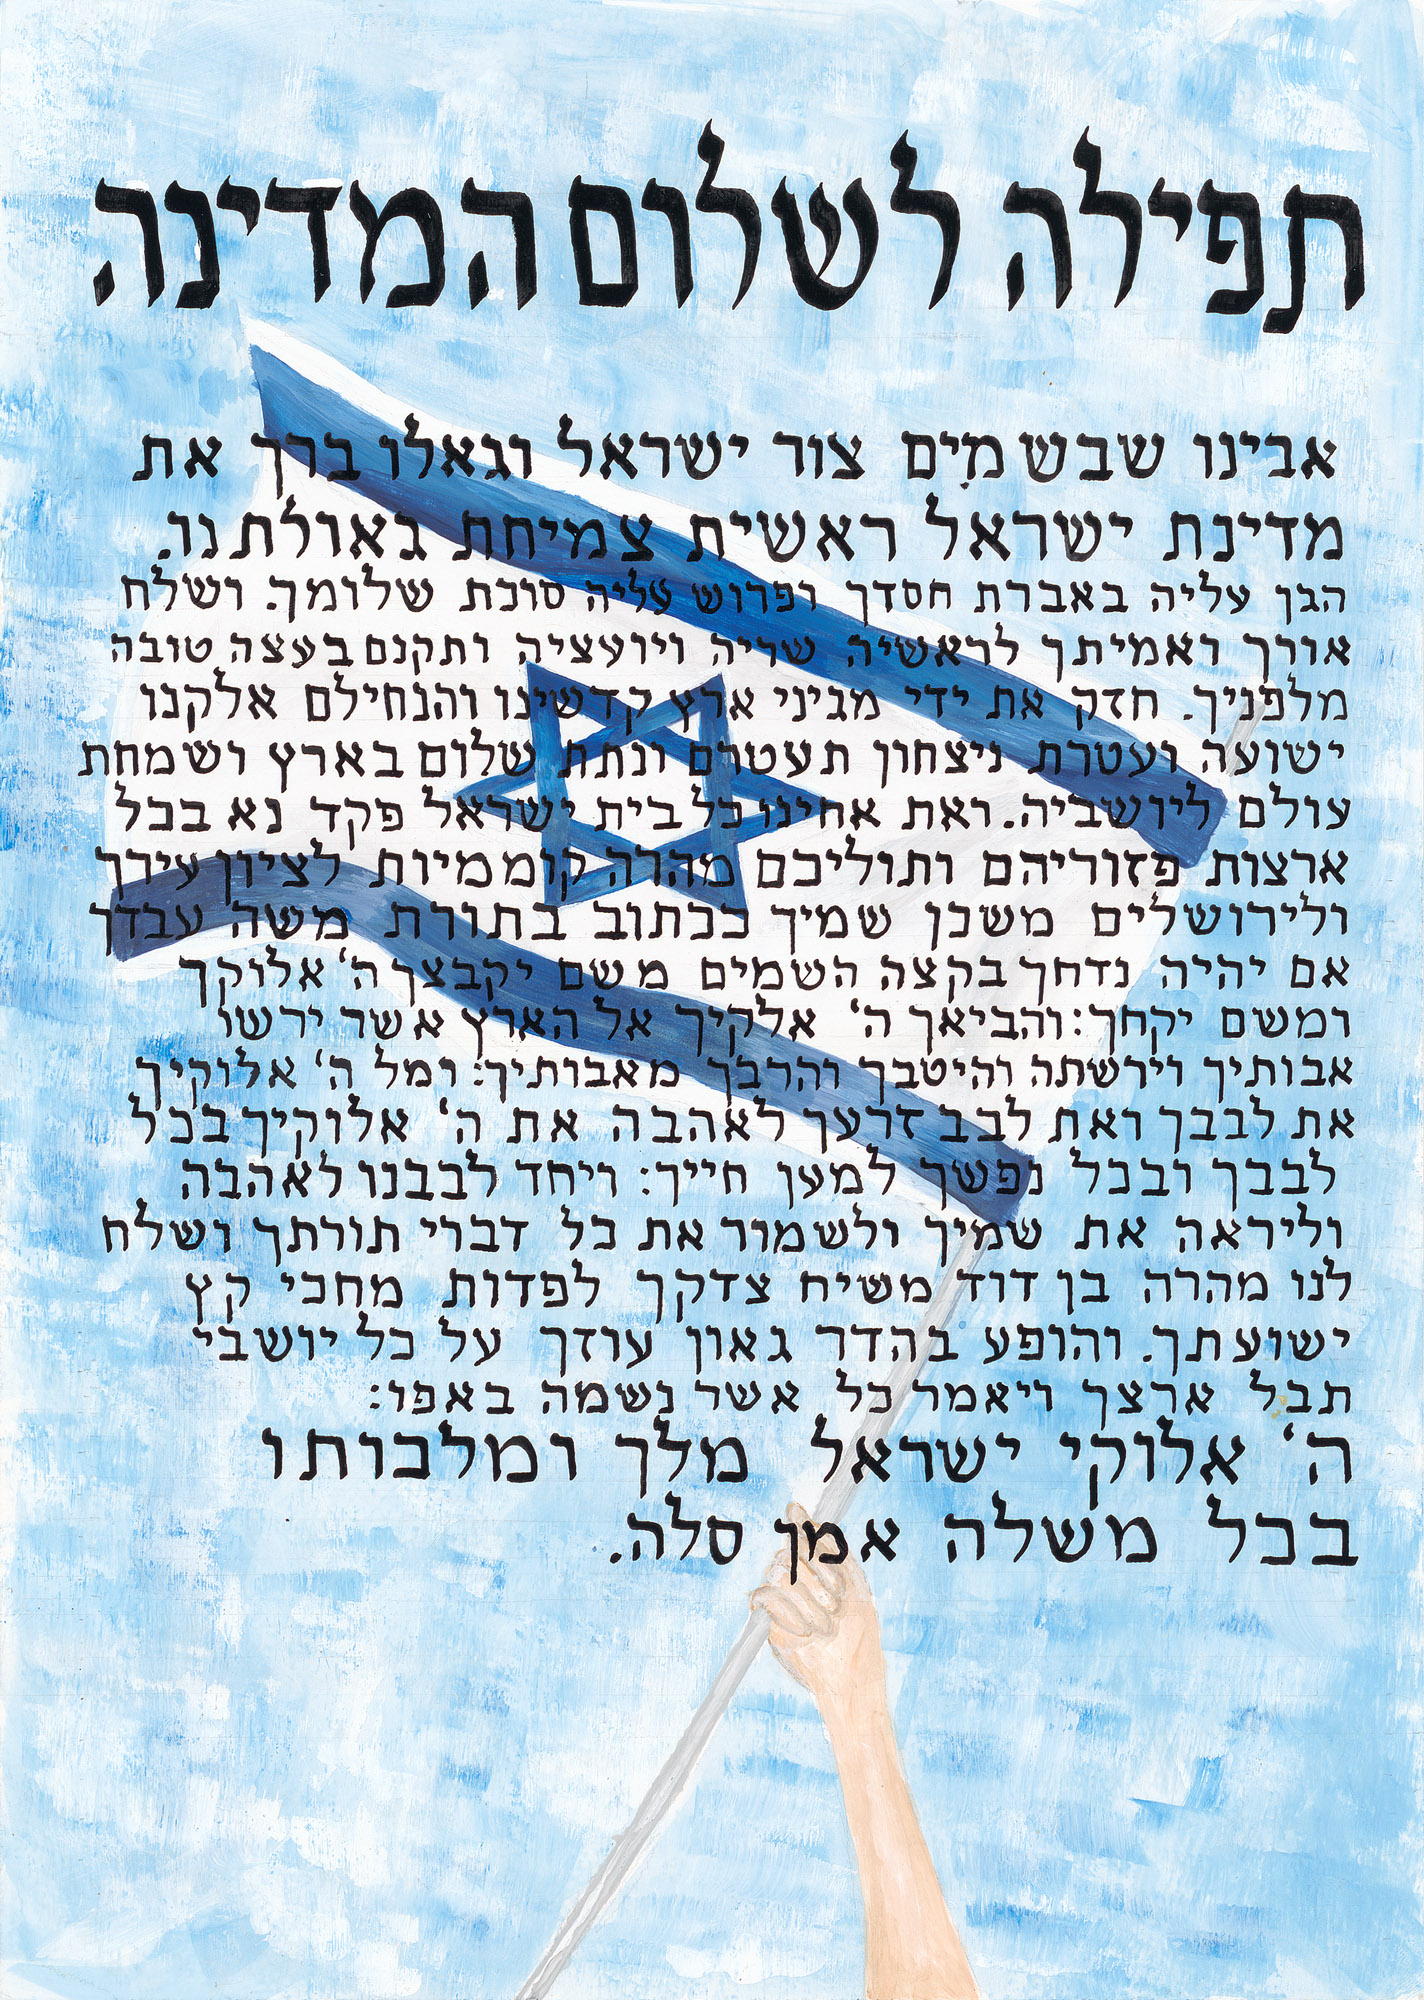 תפילה לשלום המדינה
אבינו שבשמים צור ישראל וגאלו ברך את
מדינת ישראל ראשית צמיחת גאולתנו.
הגן עליה באברת חסדך ופרוש עליה סוכת שלומך. ושלח
אורך ואמיתך לראשיה שריה ויועציה ותקנם בעצה טובה
מלפניך. חזק את ידי מגיני ארץ קדשינו והנחילם אלקנו
ישועה ועטרת ניצחון תעטרם ונתת שלום בארץ ושמחת
עולם ליושביה. ואת אחינו כל בית ישראל פקד נא בכל
ארצות פזוריהם ותוליכם מהרה קוממיות לציון עירך
ולירושלים משכן שמיך ככתוב בתורת משה עבדך
אם יהיה נדחך בקצה השמים משם יקבצך ה' אלוקך
ומשם יקחך: והביאך ה' אלקיך אל הארץ אשר ירשו
אבותיך וירשתה והיטבך והרבך מאבותיך: ומל ה' אלוקיך
את לבבך ואת לבב זרעך לאהבה את ה' אלוקיך בכל
לבבך ובכל נפשך למען חייך: ויחד לבבנו לאהבה
וליראה את שמיך ולשמור את כל דברי תורתך ושלח
לנו מהרה בן דוד משיח צדקך לפדות מחכי קץ
ישועתך. והופע בהדר גאון עוזך על כל יושבי
תבל ארצך ויאמר כל אשר נשמה באפו:
ה' אלוקי ישראל מלך ומלכותו
בכל משלה אמן סלה.